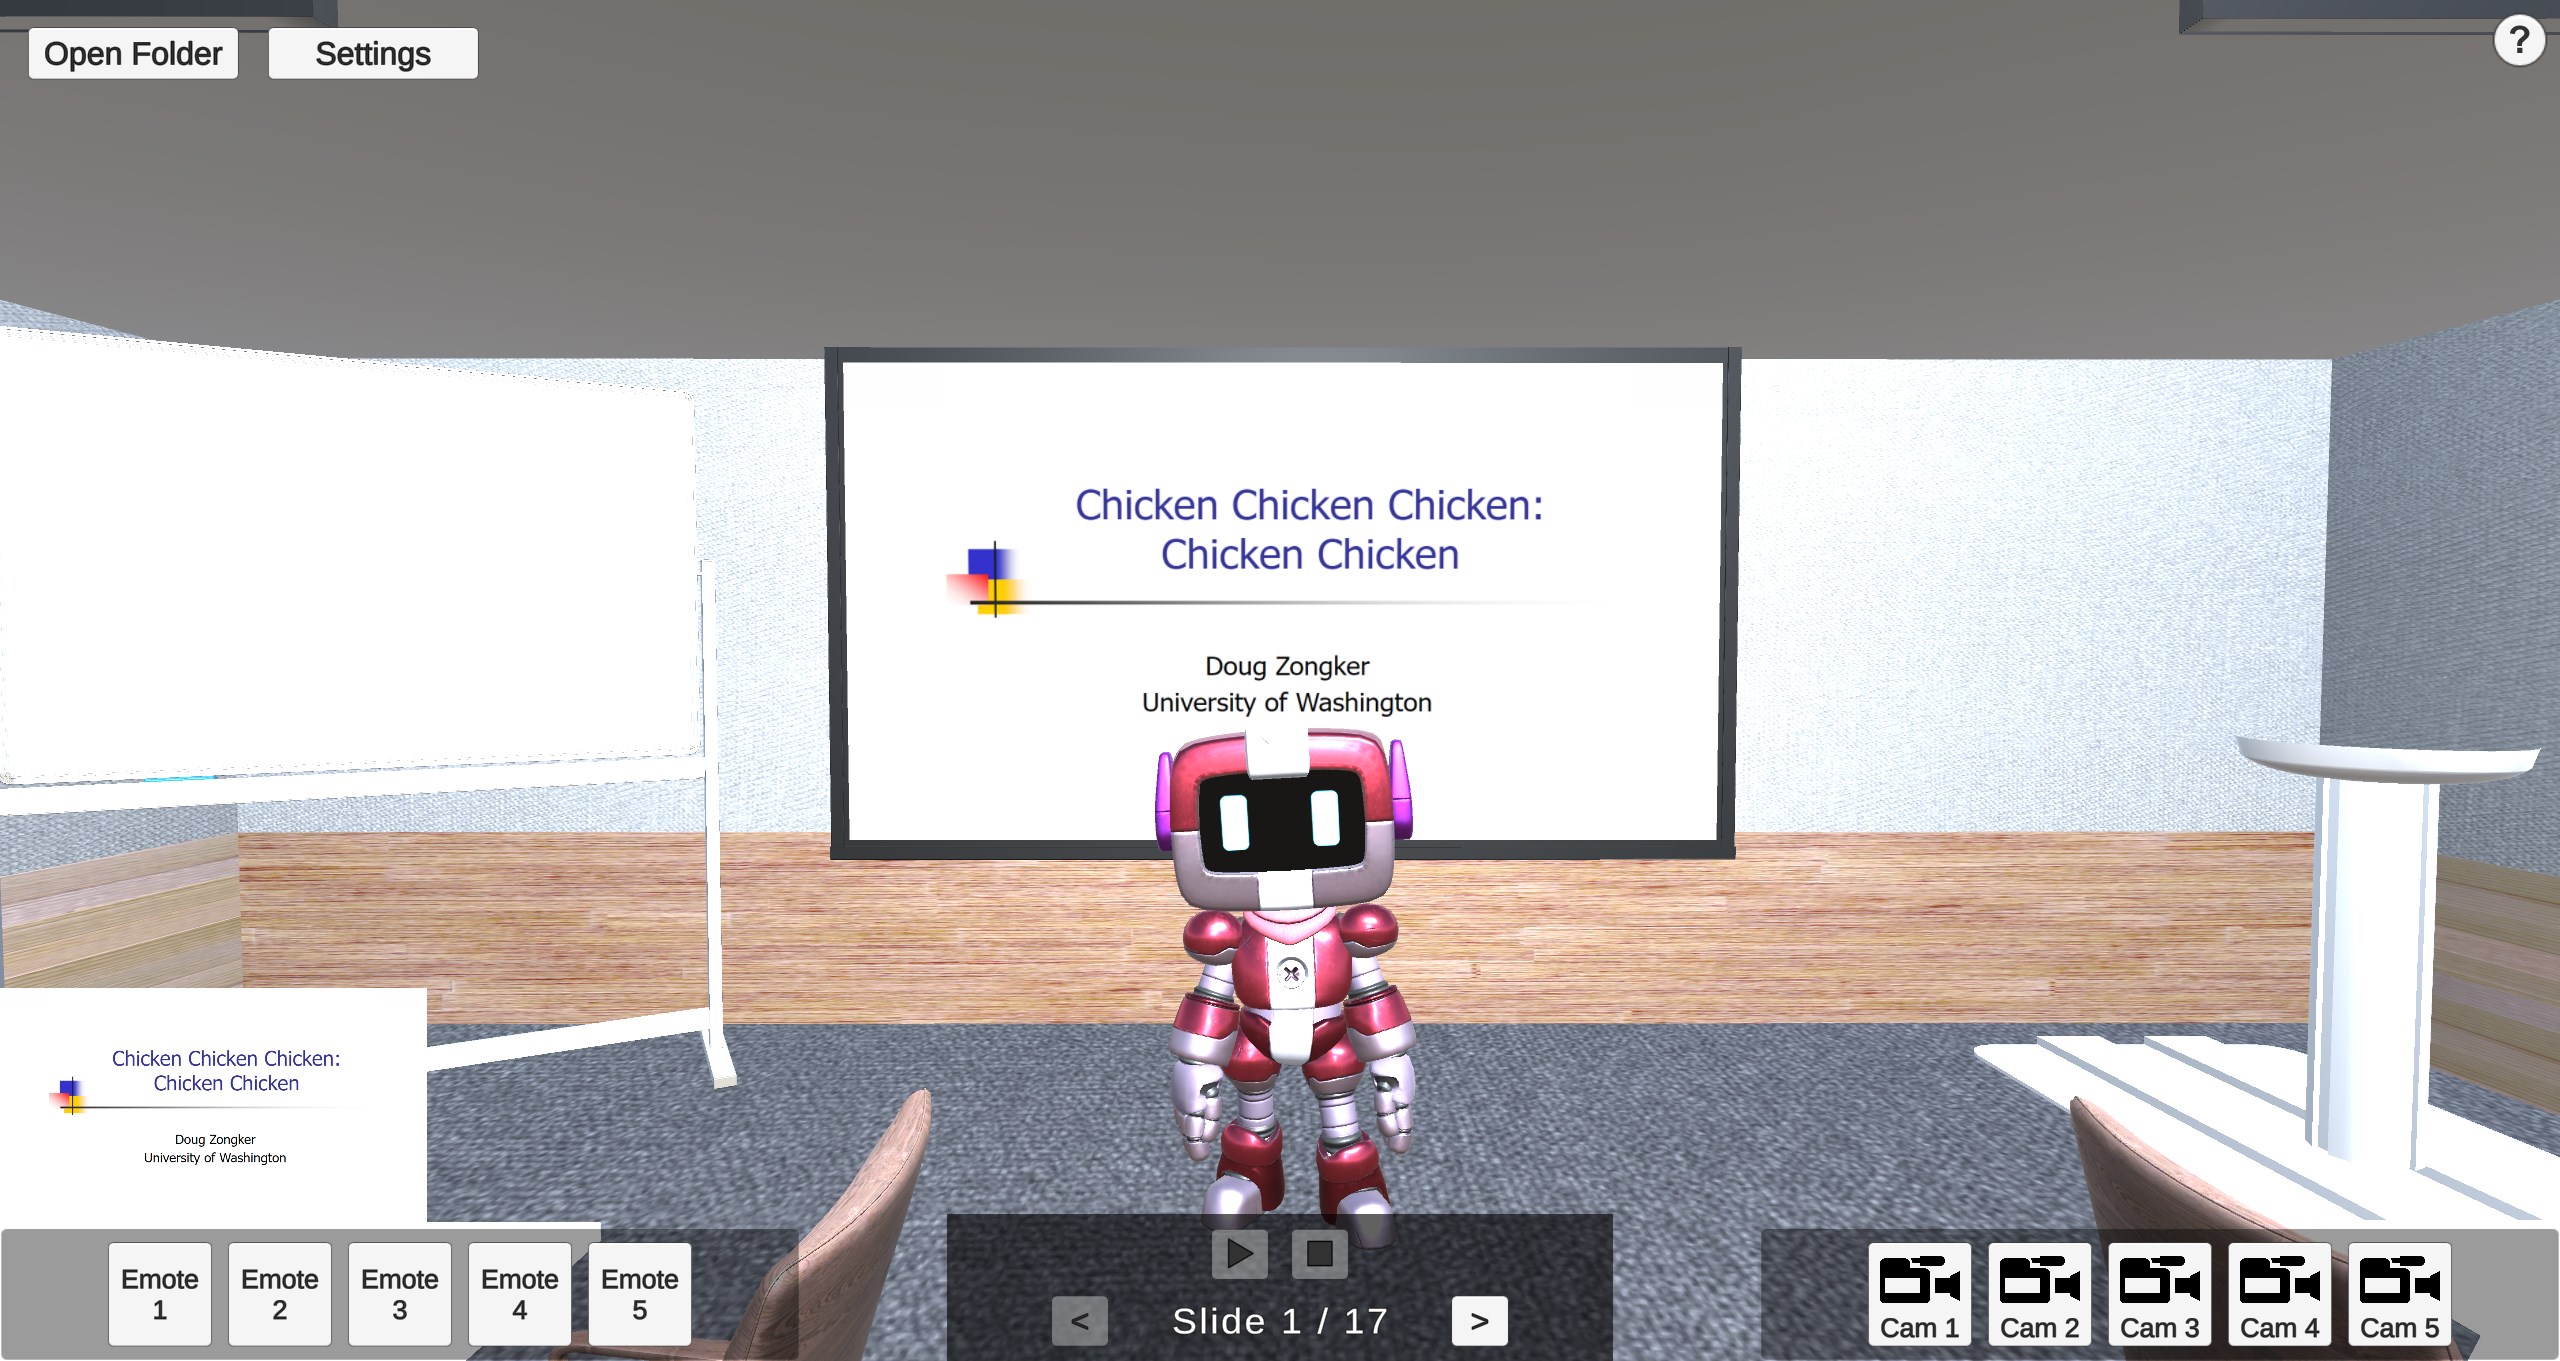 Open Folder
Settings
?
Chicken Chicken Chicken:
Chicken Chicken
Doug Zongker
University of Washington
Chicken Chicken Chicken:
Chicken Chicken
Doug Zongker
University of Washington
Emote
1
Emote
2
Emote
3
Emote
4
Emote
5
<
Slide 1 / 17
>
Cam 1
Cam 2
Cam 3
Cam 4
Cam 5